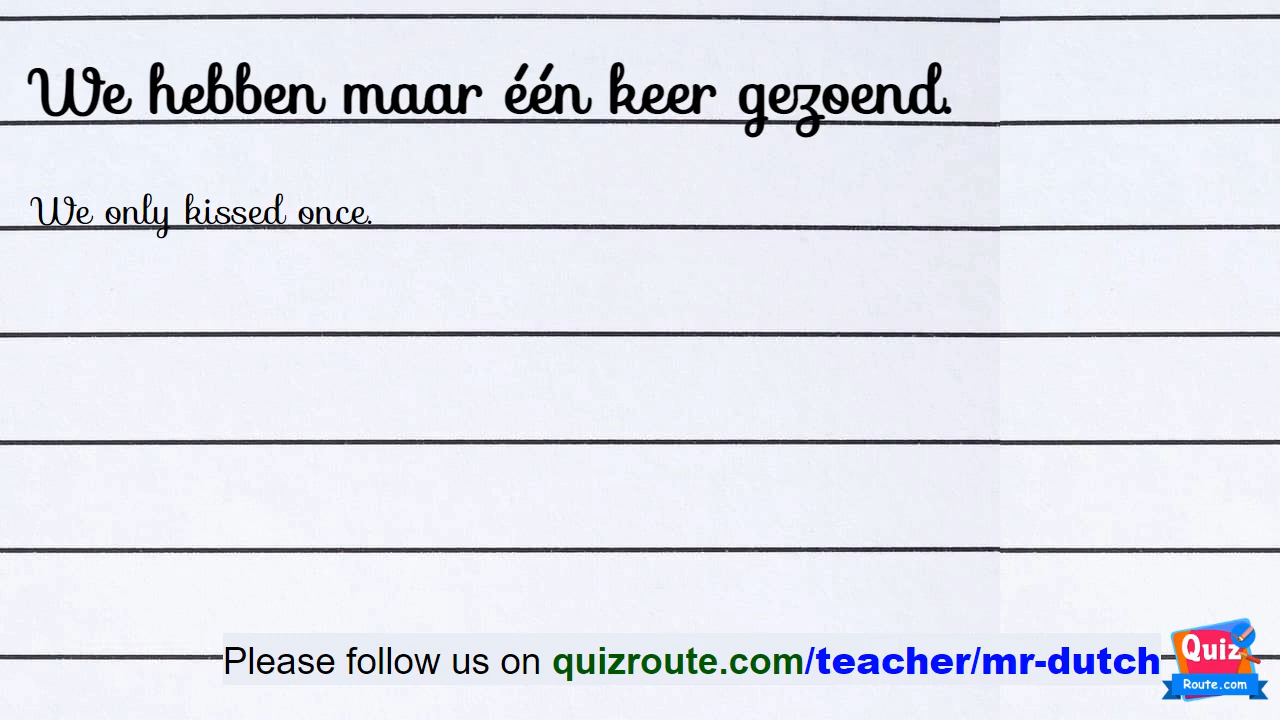 We hebben maar één keer gezoend.
We only kissed once.
Please follow us on quizroute.com/teacher/mr-dutch
Quiz
Route.com